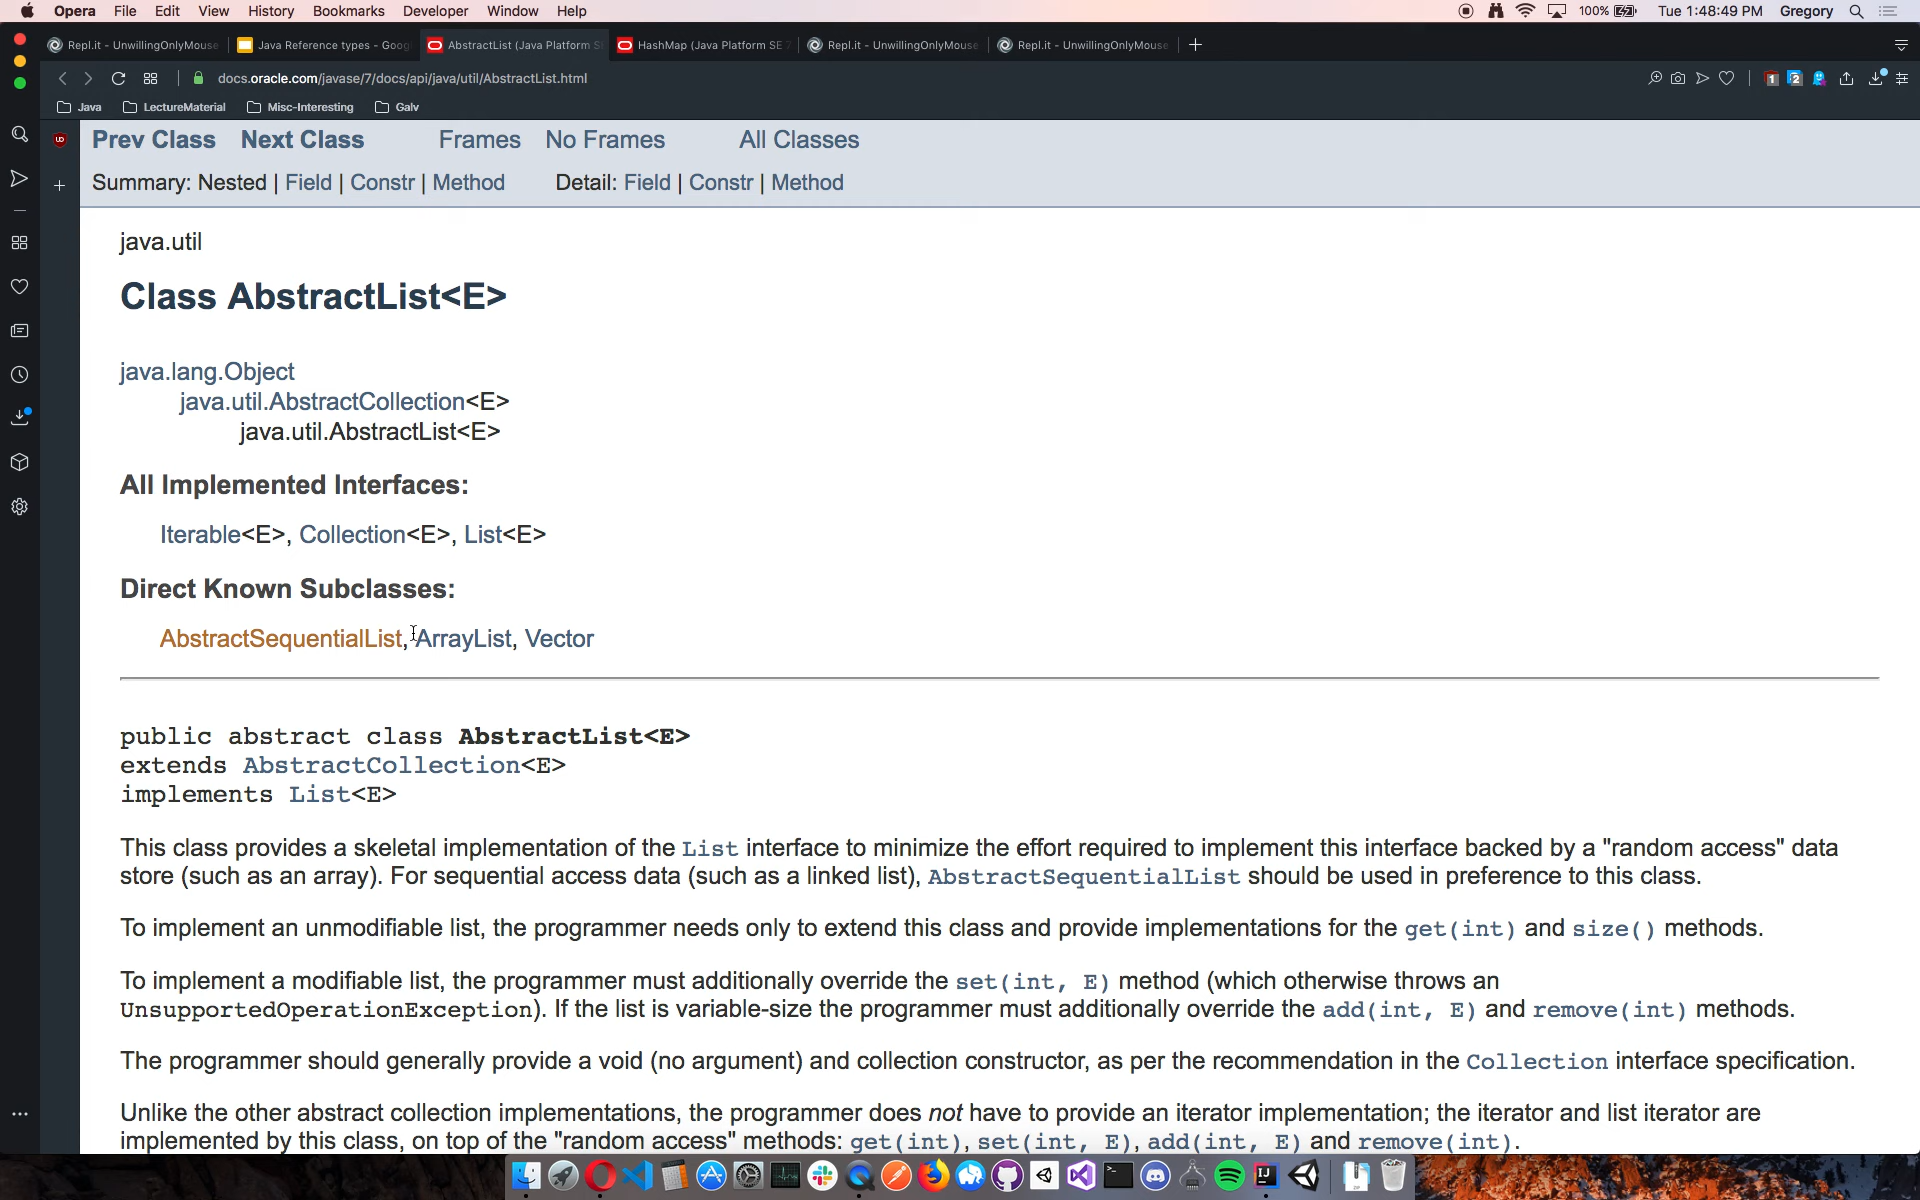 Opera File Edit View History Bookmarks Developer Window Help 100% Tue 1:48:49 PM Gregory
Repl.it - UnwillingOnlyMouse Java Reference types - Goog AbstractList (Java Platform S HashMap (Java Platform SE 7 Repl.it - UnwillingOnlyMouse Repl.it - UnwillingOnlyMouse
docs.oracle.com/javase/7/docs/api/java/util/AbstractList.html 1 2
Java LectureMaterial Misc-Interesting Galv
Prev Class Next Class Frames No Frames All Classes
Summary: Nested | Field | Constr | Method Detail: Field | Constr | Method
java.util
Class AbstractList<E>
java.lang.Object
java.util.AbstractCollection<E>
java.util.AbstractList<E>
All Implemented Interfaces:
Iterable<E>, Collection<E>, List<E>
Direct Known Subclasses:
AbstractSequentialList, ArrayList, Vector
public abstract class AbstractList<E>
extends AbstractCollection<E>
implements List<E>
This class provides a skeletal implementation of the List interface to minimize the effort required to implement this interface backed by a "random access" data
store (such as an array). For sequential access data (such as a linked list), AbstractSequentialList should be used in preference to this class.
To implement an unmodifiable list, the programmer needs only to extend this class and provide implementations for the get(int) and size() methods.
To implement a modifiable list, the programmer must additionally override the set(int, E) method (which otherwise throws an
UnsupportedOperationException). If the list is variable-size the programmer must additionally override the add(int, E) and remove(int) methods.
The programmer should generally provide a void (no argument) and collection constructor, as per the recommendation in the Collection interface specification.
Unlike the other abstract collection implementations, the programmer does not have to provide an iterator implementation; the iterator and list iterator are
implemented by this class, on top of the "random access" methods: get(int), set(int, E), add(int, E) and remove(int).